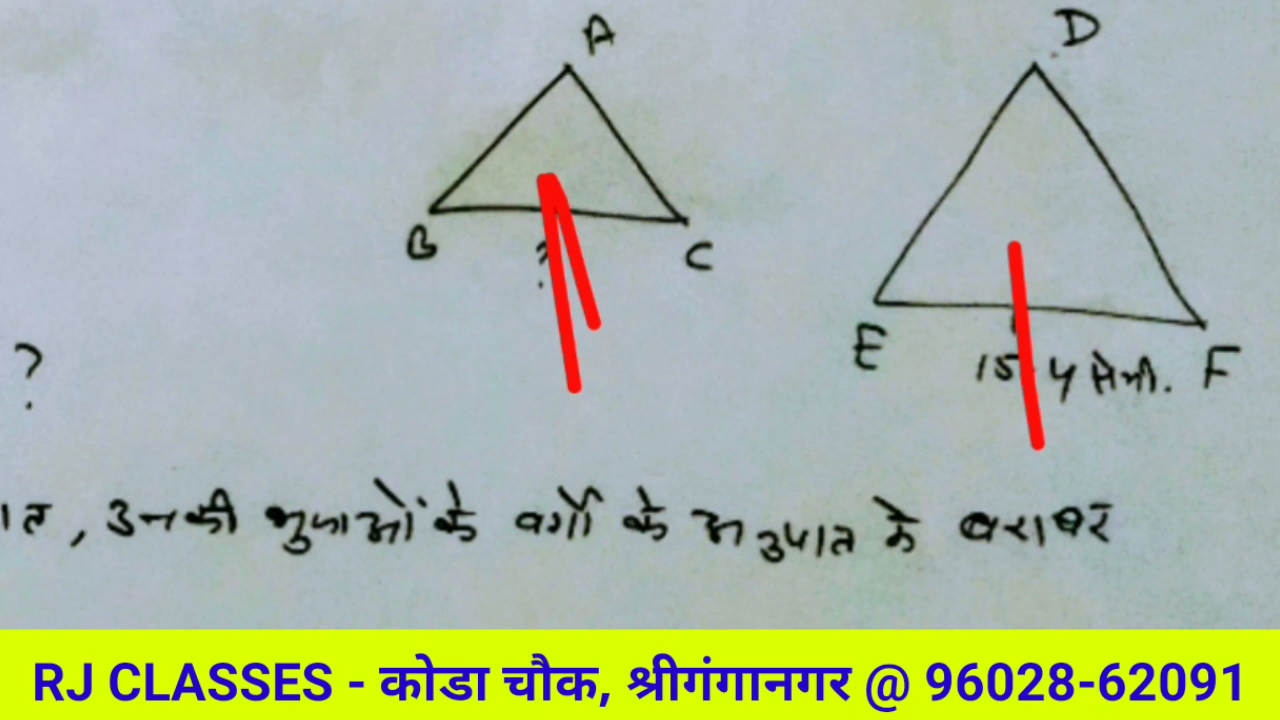 A
D
B
?
C
?
E
15.4 सेमी.
F
ात, उनकी भुजाओं के वर्गों के अनुपात के बराबर
RJ CLASSES - कोडा चौक, श्रीगंगानगर @ 96028-62091